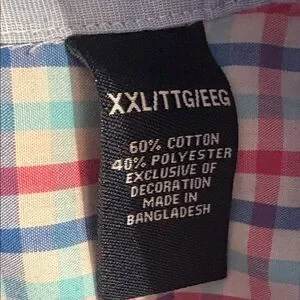 XXL/TTG/EEG
60% COTTON
40% POLYESTER
EXCLUSIVE OF
DECORATION
MADE IN
BANGLADESH